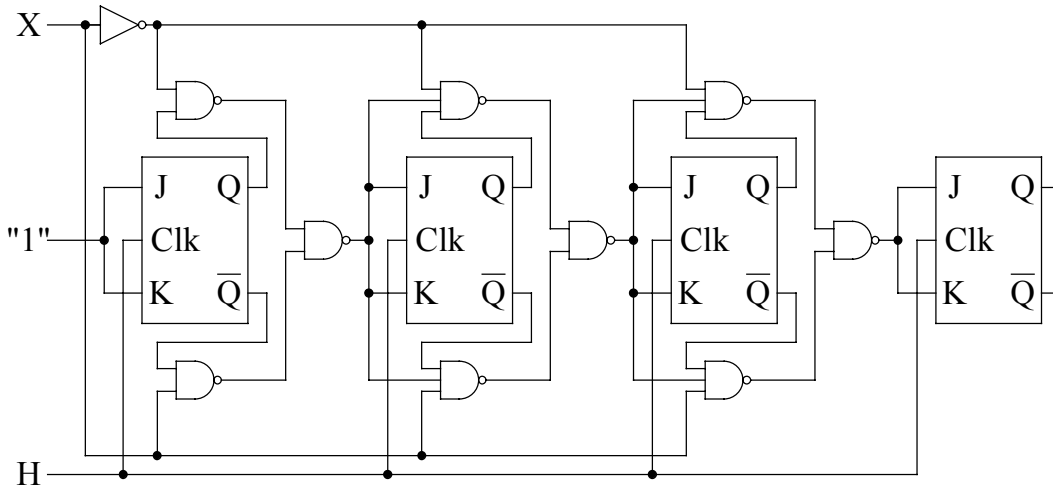 X
J Q J Q J Q J Q
"1" Clk Clk Clk Clk
K Q̅ K Q̅ K Q̅ K Q̅
H